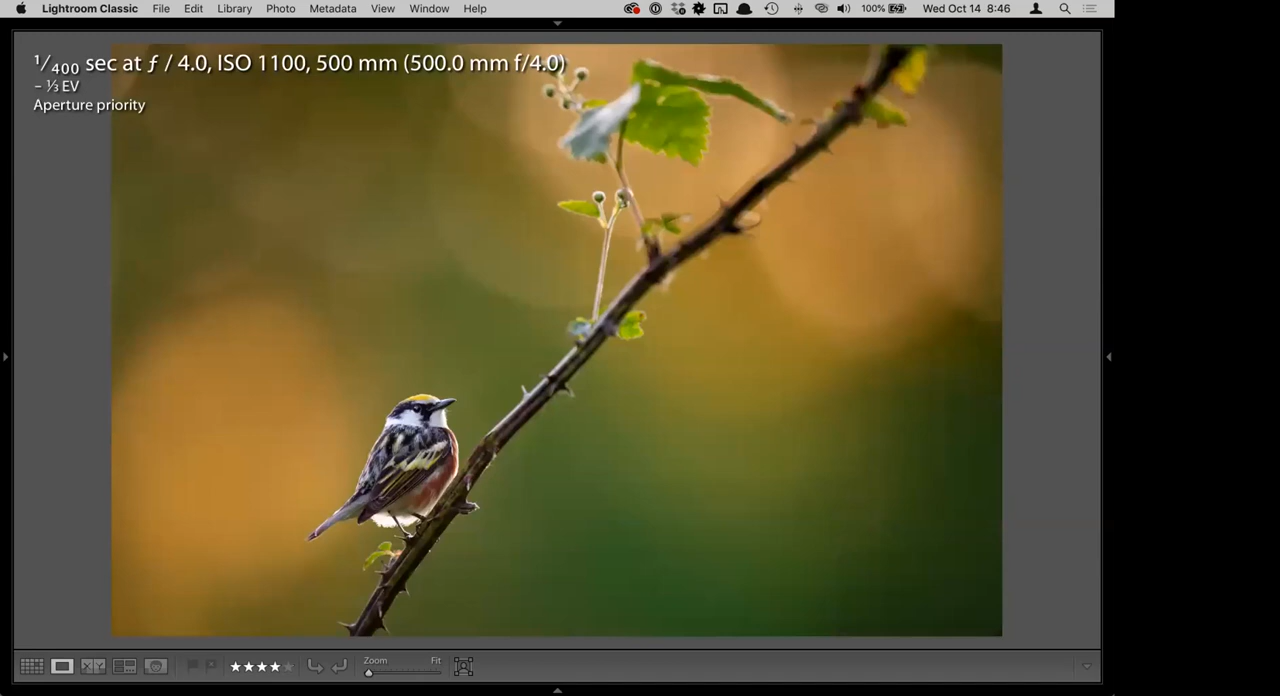 Lightroom Classic File Edit Library Photo Metadata View Window Help 100% Wed Oct 14 8:46
1/400 sec at ƒ / 4.0, ISO 1100, 500 mm (500.0 mm f/4.0)
– ⅓ EV
Aperture priority
Zoom Fit